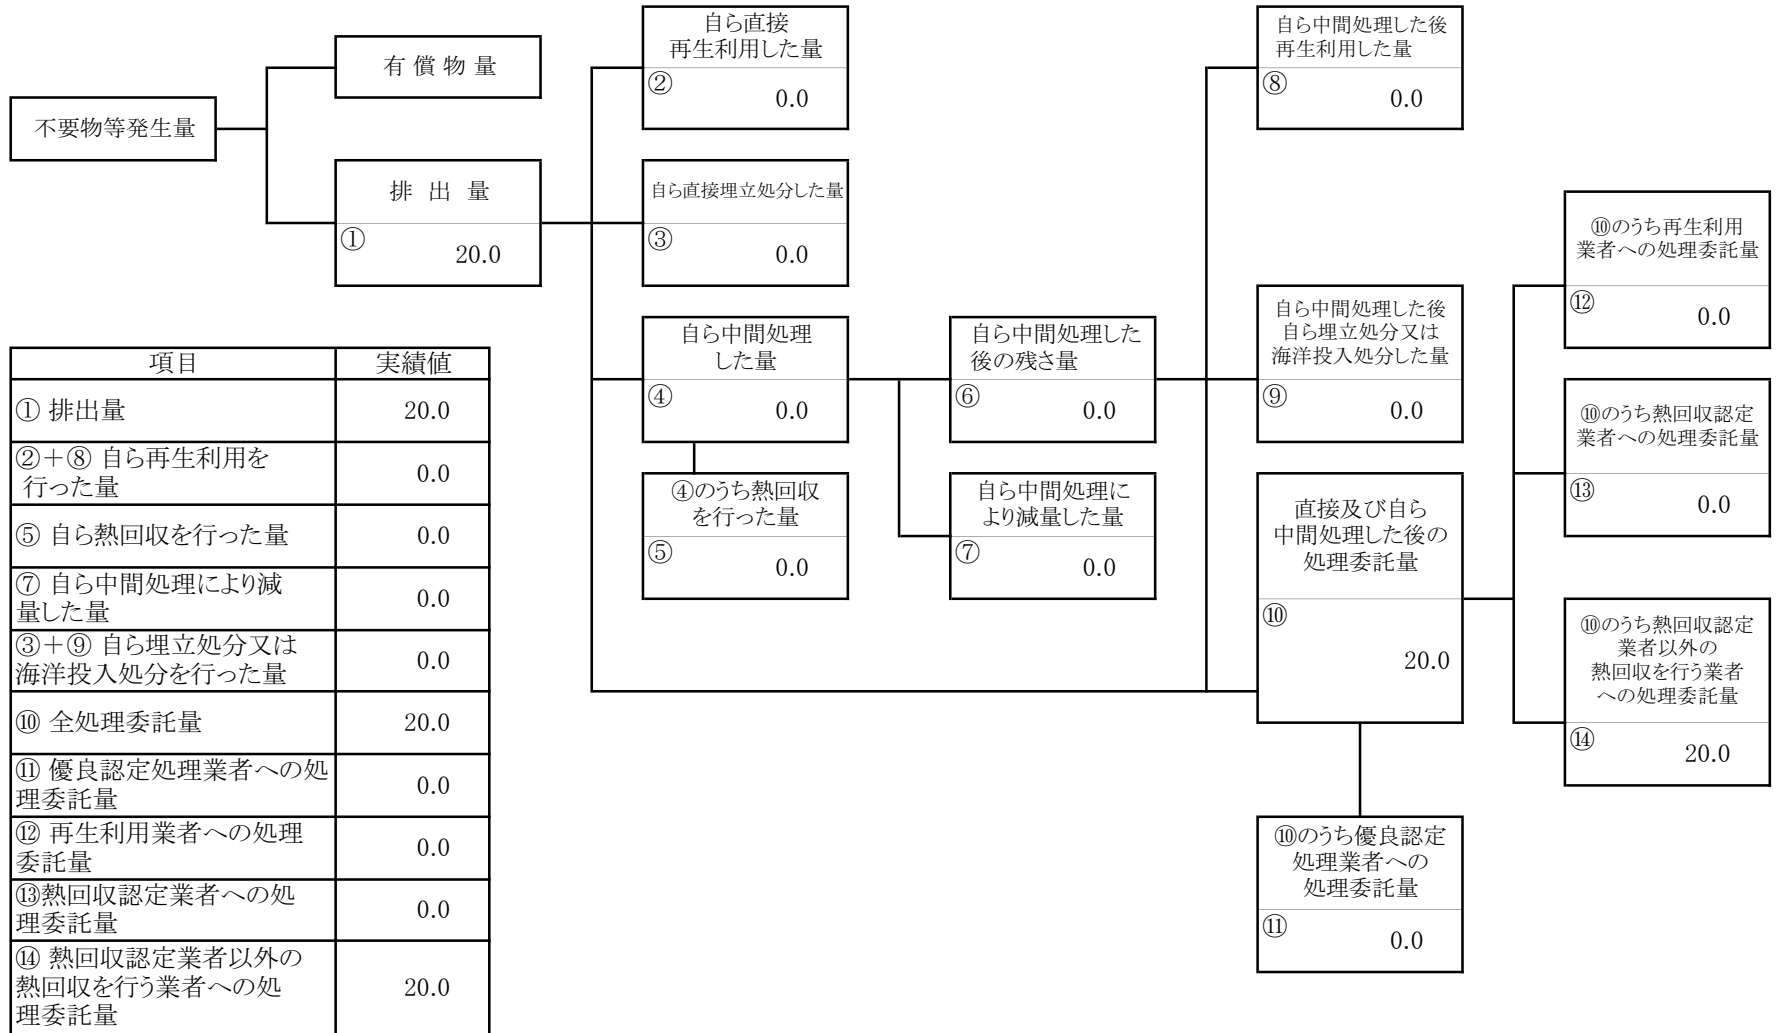 不要物等発生量
有 償 物 量
排 出 量
①
20.0
自ら直接
再生利用した量
②
0.0
自ら直接埋立処分した量
③
0.0
自ら中間処理
した量
④
0.0
④のうち熱回収
を行った量
⑤
0.0
自ら中間処理した
後の残さ量
⑥
0.0
自ら中間処理に
より減量した量
⑦
0.0
自ら中間処理した後
再生利用した量
⑧
0.0
自ら中間処理した後
自ら埋立処分又は
海洋投入処分した量
⑨
0.0
直接及び自ら
中間処理した後の
処理委託量
⑩
20.0
⑩のうち優良認定
処理業者への
処理委託量
⑪
0.0
⑩のうち再生利用
業者への処理委託量
⑫
0.0
⑩のうち熱回収認定
業者への処理委託量
⑬
0.0
⑩のうち熱回収認定
業者以外の
熱回収を行う業者
への処理委託量
⑭
20.0
項目 実績値
① 排出量 20.0
②＋⑧ 自ら再生利用を
行った量 0.0
⑤ 自ら熱回収を行った量 0.0
⑦ 自ら中間処理により減
量した量 0.0
③＋⑨ 自ら埋立処分又は
海洋投入処分を行った量 0.0
⑩ 全処理委託量 20.0
⑪ 優良認定処理業者への処
理委託量 0.0
⑫ 再生利用業者への処理
委託量 0.0
⑬熱回収認定業者への処
理委託量 0.0
⑭ 熱回収認定業者以外の
熱回収を行う業者への処
理委託量 20.0